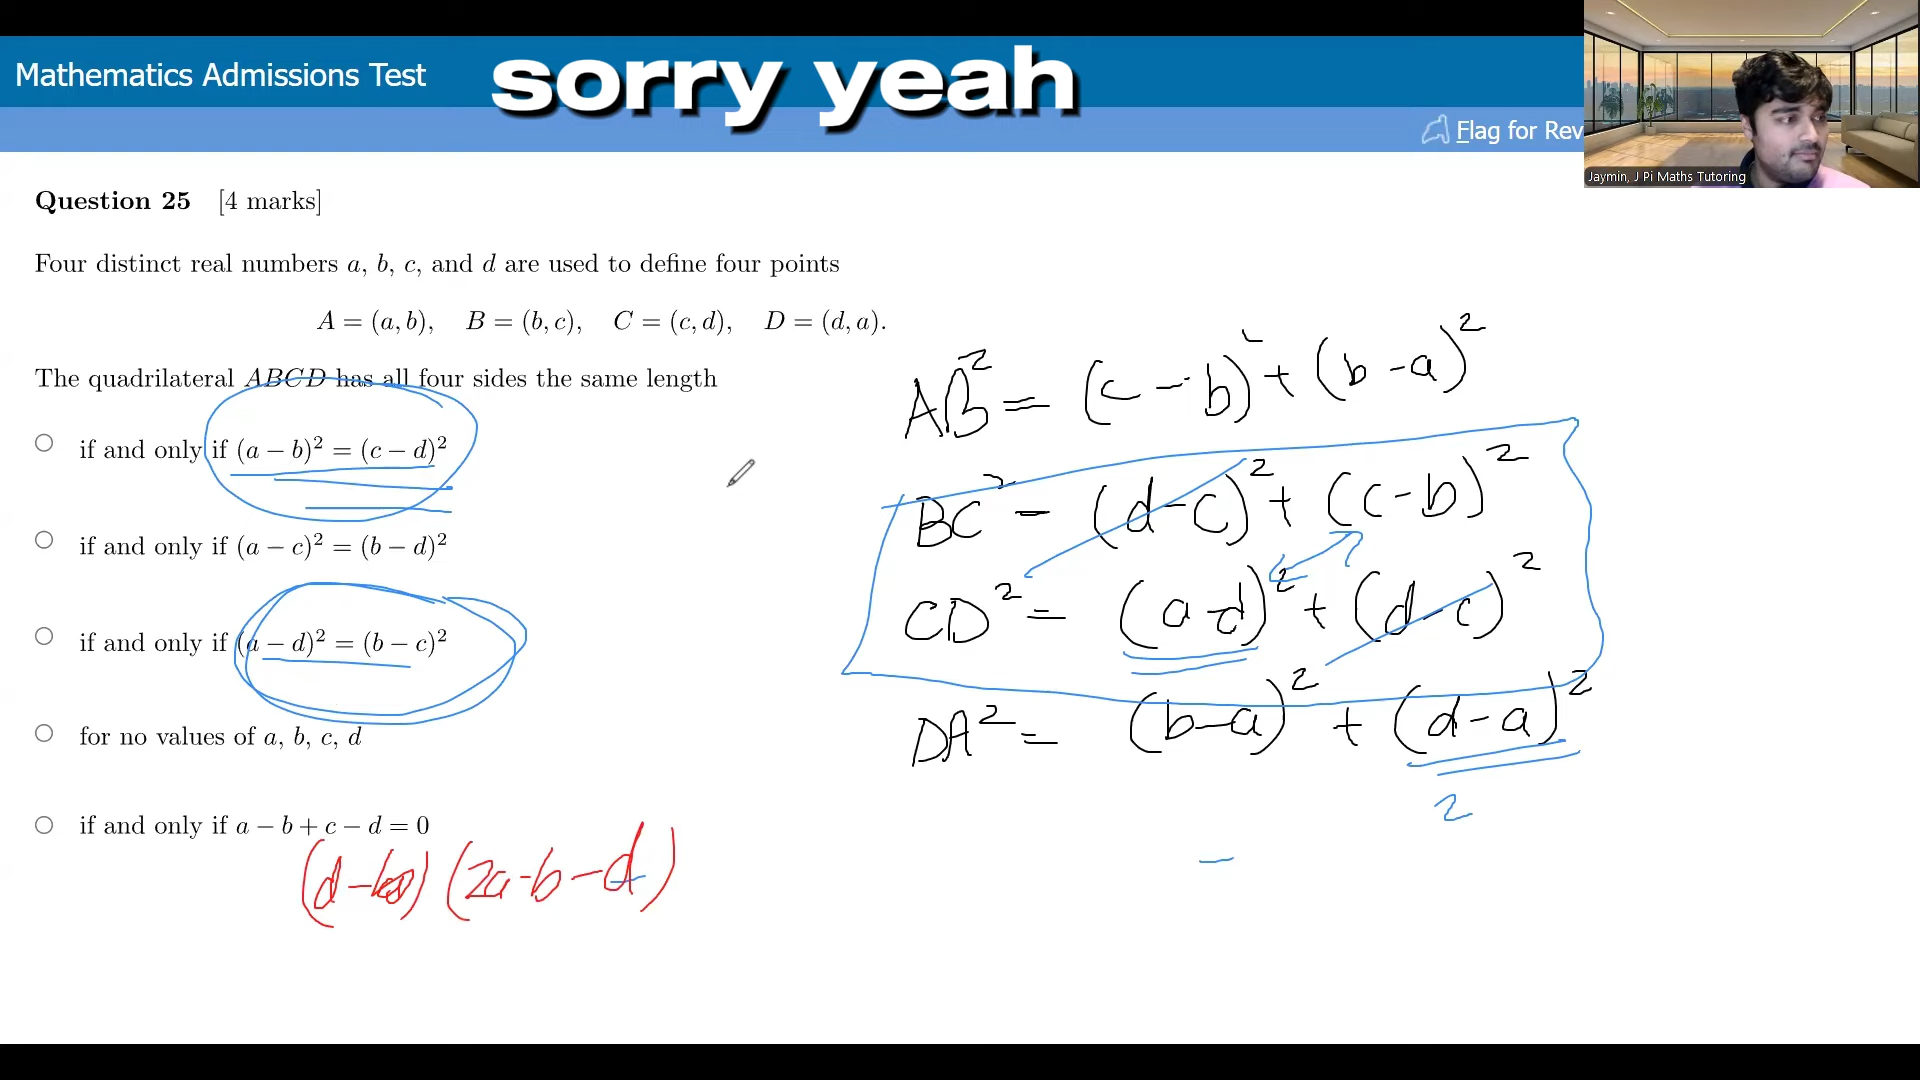 Mathematics Admissions Test
sorry yeah
Flag for Rev
Jaymin, J Pi Maths Tutoring
Question 25 [4 marks]
Four distinct real numbers a, b, c, and d are used to define four points
A = (a, b), B = (b, c), C = (c, d), D = (d, a).
The quadrilateral ABCD has all four sides the same length
if and only if (a − b)² = (c − d)²
if and only if (a − c)² = (b − d)²
if and only if (a − d)² = (b − c)²
for no values of a, b, c, d
if and only if a − b + c − d = 0
(2a-b-d)
AB² = (c-b)² + (b-a)²
BC² = (d-c)² + (c-b)²
CD² = (a-d)² + (d-c)²
DA² = (b-a)² + (d-a)²
2